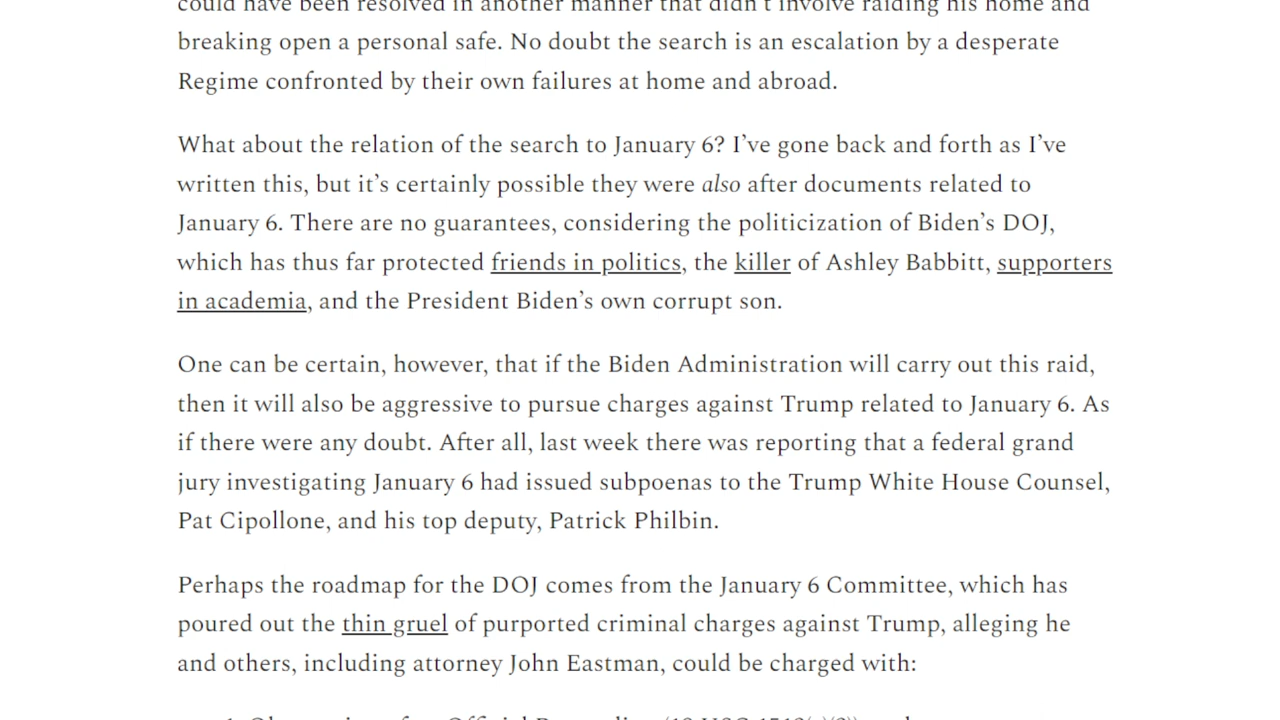 could have been resolved in another manner that didn't involve raiding his home and
breaking open a personal safe. No doubt the search is an escalation by a desperate
Regime confronted by their own failures at home and abroad.
What about the relation of the search to January 6? I've gone back and forth as I've
written this, but it's certainly possible they were also after documents related to
January 6. There are no guarantees, considering the politicization of Biden's DOJ,
which has thus far protected friends in politics, the killer of Ashley Babbitt, supporters
in academia, and the President Biden's own corrupt son.
One can be certain, however, that if the Biden Administration will carry out this raid,
then it will also be aggressive to pursue charges against Trump related to January 6. As
if there were any doubt. After all, last week there was reporting that a federal grand
jury investigating January 6 had issued subpoenas to the Trump White House Counsel,
Pat Cipollone, and his top deputy, Patrick Philbin.
Perhaps the roadmap for the DOJ comes from the January 6 Committee, which has
poured out the thin gruel of purported criminal charges against Trump, alleging he
and others, including attorney John Eastman, could be charged with: